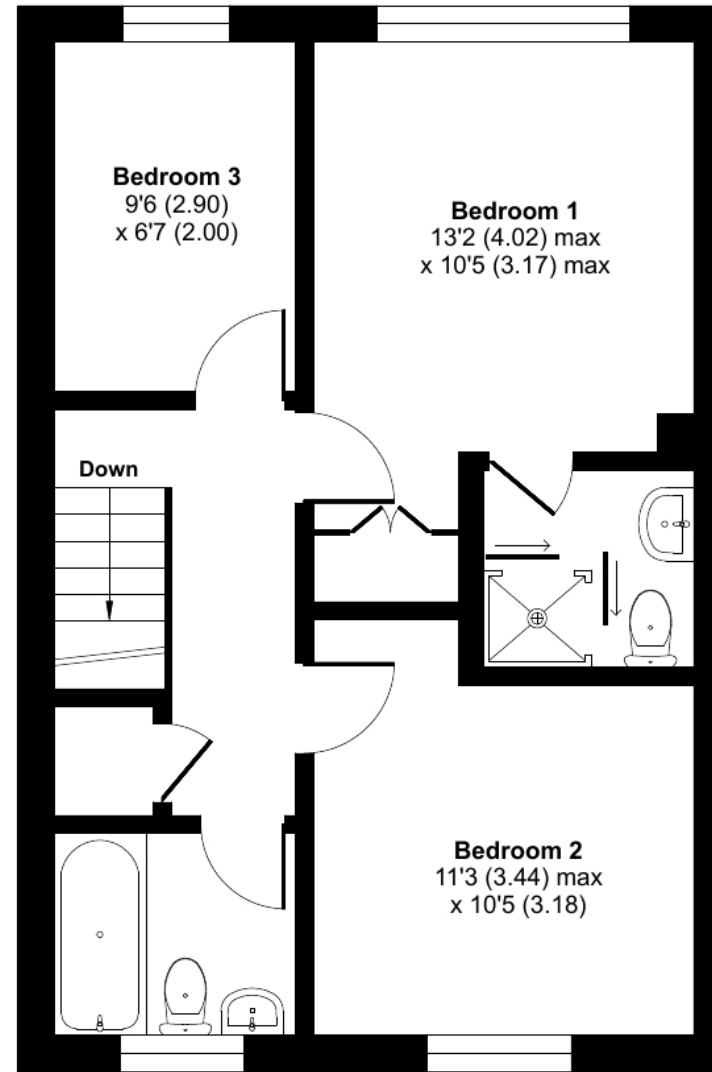 Bedroom 3
9'6 (2.90)
x 6'7 (2.00)
Bedroom 1
13'2 (4.02) max
x 10'5 (3.17) max
Down
Bedroom 2
11'3 (3.44) max
x 10'5 (3.18)